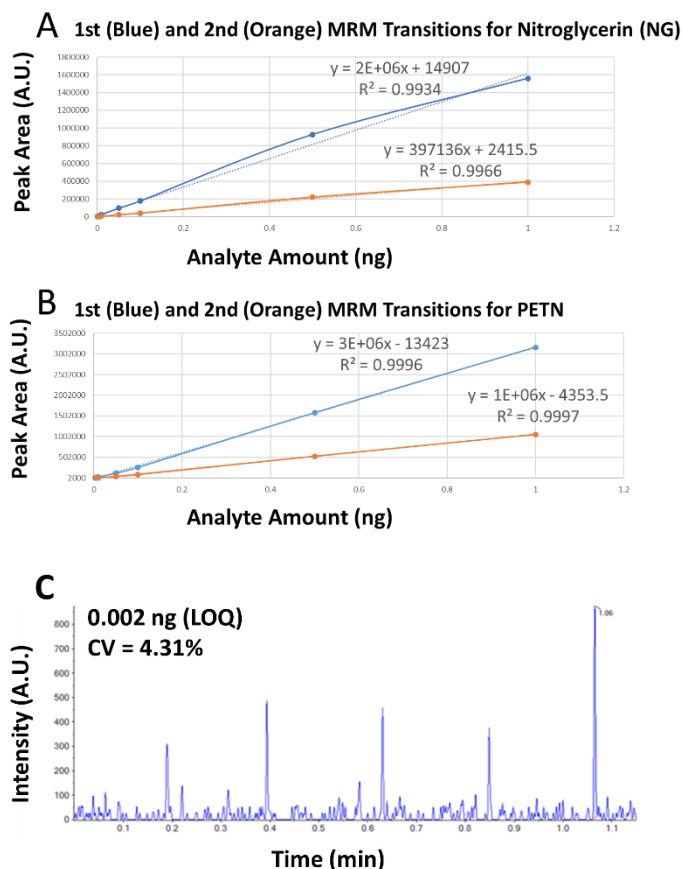 A
1st (Blue) and 2nd (Orange) MRM Transitions for Nitroglycerin (NG)
Peak Area (A.U.)
1800000
1600000
1400000
1200000
1000000
800000
600000
400000
200000
0
y = 2E+06x + 14907
R² = 0.9934
y = 397136x + 2415.5
R² = 0.9966
0 0.2 0.4 0.6 0.8 1 1.2
Analyte Amount (ng)
B
1st (Blue) and 2nd (Orange) MRM Transitions for PETN
Peak Area (A.U.)
3502000
3002000
2502000
2002000
1502000
1002000
502000
2000
y = 3E+06x - 13423
R² = 0.9996
y = 1E+06x - 4353.5
R² = 0.9997
0 0.2 0.4 0.6 0.8 1 1.2
Analyte Amount (ng)
C
0.002 ng (LOQ)
CV = 4.31%
Intensity (A.U.)
800
700
600
500
400
300
200
100
0
1.06
0.1 0.2 0.3 0.4 0.5 0.6 0.7 0.8 0.9 1.0 1.1
Time (min)